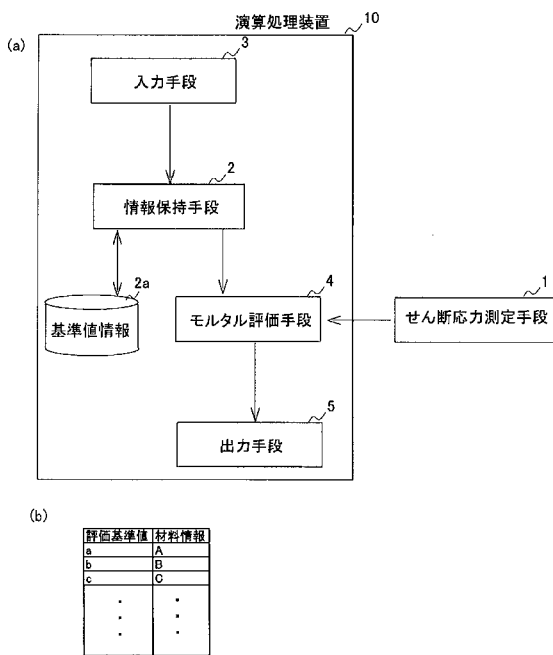 (a)
演算処理装置
10
3
入力手段
2
情報保持手段
2a
基準値情報
4
モルタル評価手段
1
せん断応力測定手段
5
出力手段
(b)
評価基準値 材料情報
a A
b B
c C